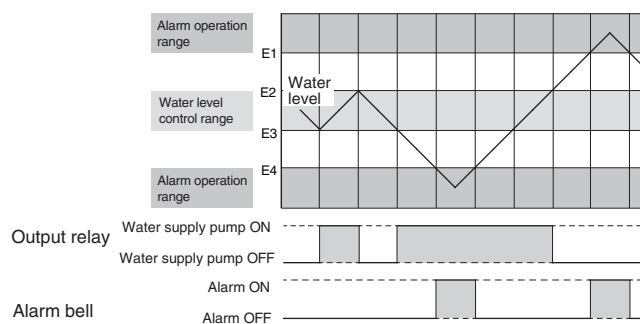 Alarm operation
range
E1
E2
Water
level
Water level
control range
E3
E4
Alarm operation
range
Output relay
Water supply pump ON
Water supply pump OFF
Alarm bell
Alarm ON
Alarm OFF